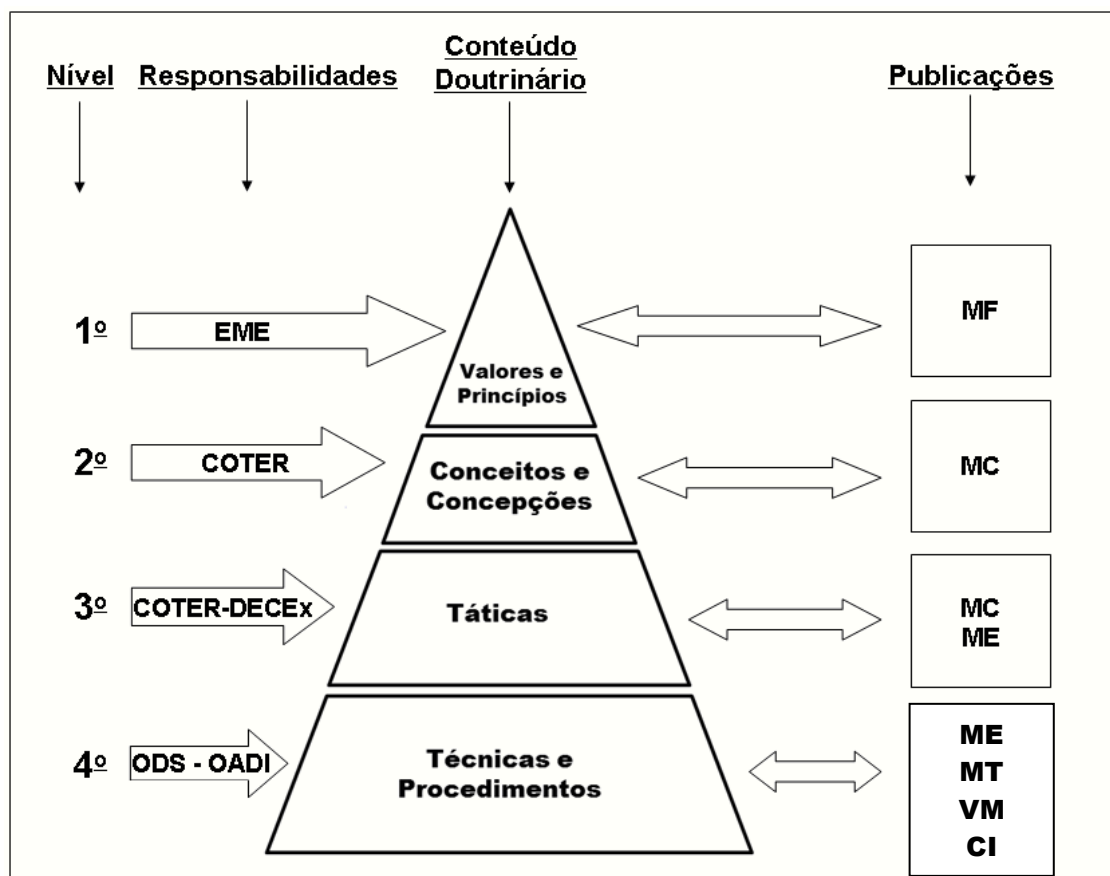 Nível
Responsabilidades
Conteúdo
Doutrinário
Publicações
1º
EME
Valores e
Princípios
MF
2º
COTER
Conceitos e
Concepções
MC
3º
COTER-DECEx
Táticas
MC
ME
4º
ODS - OADI
Técnicas e
Procedimentos
ME
MT
VM
CI